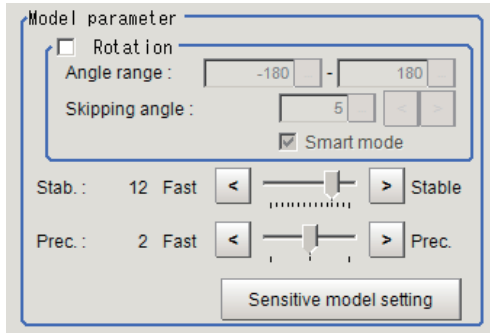 Model parameter
Rotation
Angle range : -180 ... - 180 ...
Skipping angle : 5 ... < >
Smart mode
Stab. : 12 Fast < > Stable
Prec. : 2 Fast < > Prec.
Sensitive model setting